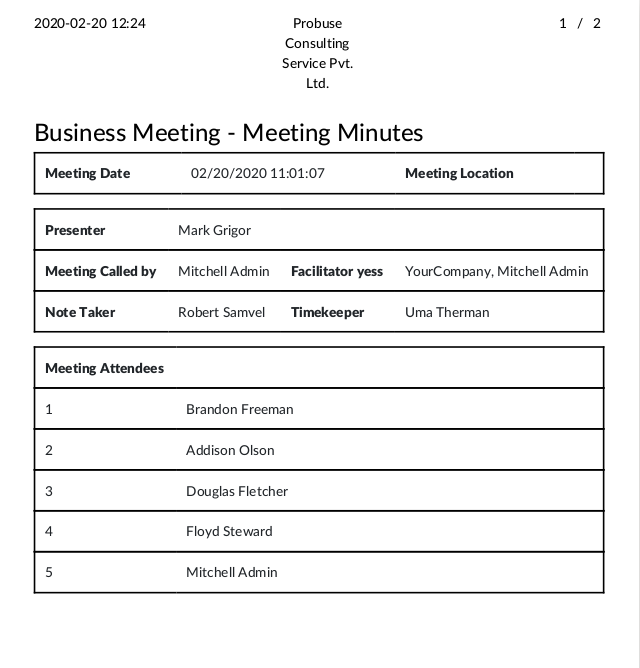 2020-02-20 12:24
Probuse
Consulting
Service Pvt.
Ltd.
1 / 2
Business Meeting - Meeting Minutes
Meeting Date 02/20/2020 11:01:07 Meeting Location
Presenter Mark Grigor
Meeting Called by Mitchell Admin Facilitator yess YourCompany, Mitchell Admin
Note Taker Robert Samvel Timekeeper Uma Therman
Meeting Attendees
1 Brandon Freeman
2 Addison Olson
3 Douglas Fletcher
4 Floyd Steward
5 Mitchell Admin